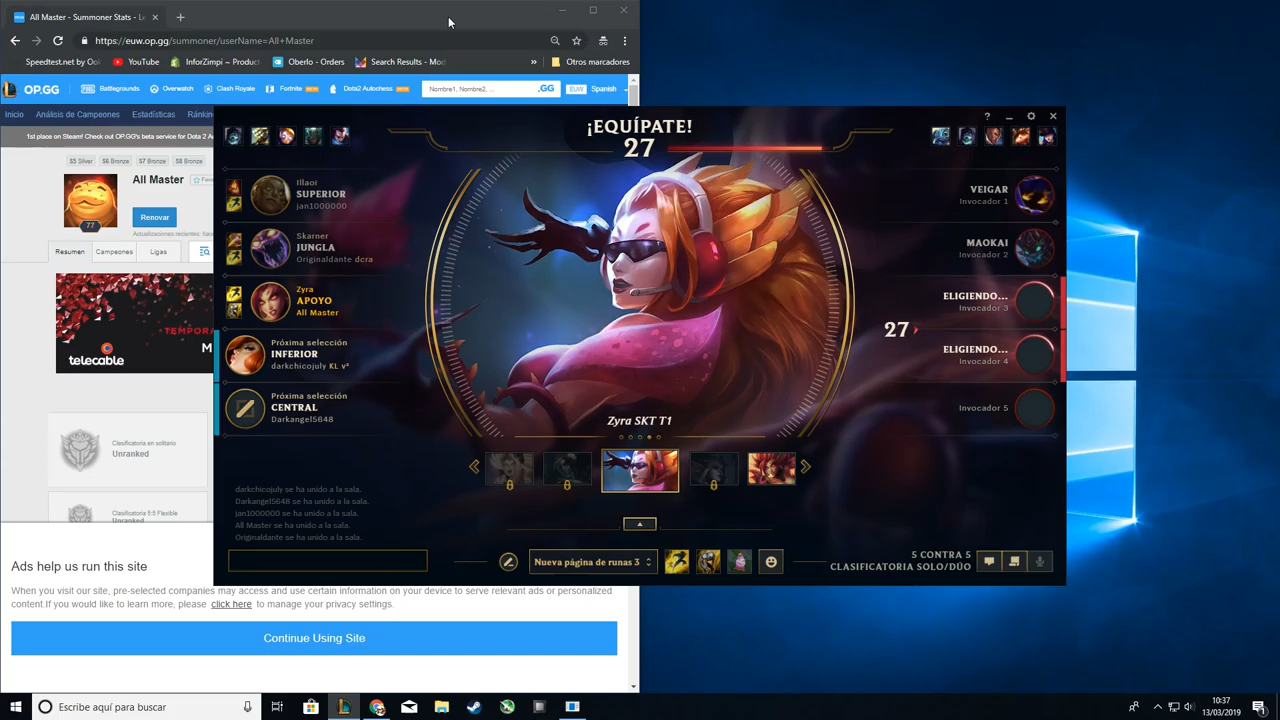 All Master - Summoner Stats - Le
https://euw.op.gg/summoner/userName=All+Master
Speedtest.net by Ook
YouTube
InforZimpi ~ Product
Oberlo - Orders
Search Results - Mod
»
Otros marcadores
OP.GG
Battlegrounds
Overwatch
Clash Royale
Fortnite
Dota2 Autochess
Nombre1, Nombre2, ...
.GG
EUW
Spanish
Inicio
Análisis de Campeones
Estadísticas
Ránkin
1st place on Steam! Check out OP.GG's beta service for Dota 2 A
S5 Silver
S6 Bronze
S7 Bronze
S8 Bronze
All Master
77
Renovar
Resumen
Campeones
Ligas
TEMPORA
M
telecable
Clasificatoria en solitario
Unranked
Clasificatoria 5:5 Flexible
Unranked
Ads help us run this site
When you visit our site, pre-selected companies may access and use certain information on your device to serve relevant ads or personalized
content.If you would like to learn more, please click here to manage your privacy settings.
Continue Using Site
¡EQUÍPATE!
27
Illaoi
SUPERIOR
jan1000000
Skarner
JUNGLA
Originaldante dcra
Zyra
APOYO
All Master
Próxima selección
INFERIOR
darkchicojuly KL v²
Próxima selección
CENTRAL
Darkangel5648
VEIGAR
Invocador 1
MAOKAI
Invocador 2
ELIGIENDO...
Invocador 3
27
ELIGIENDO...
Invocador 4
Invocador 5
Zyra SKT T1
darkchicojuly se ha unido a la sala.
Darkangel5648 se ha unido a la sala.
jan1000000 se ha unido a la sala.
All Master se ha unido a la sala.
Originaldante se ha unido a la sala.
Nueva página de runas 3
5 CONTRA 5
CLASIFICATORIA SOLO/DÚO
Escribe aquí para buscar
10:37
13/03/2019